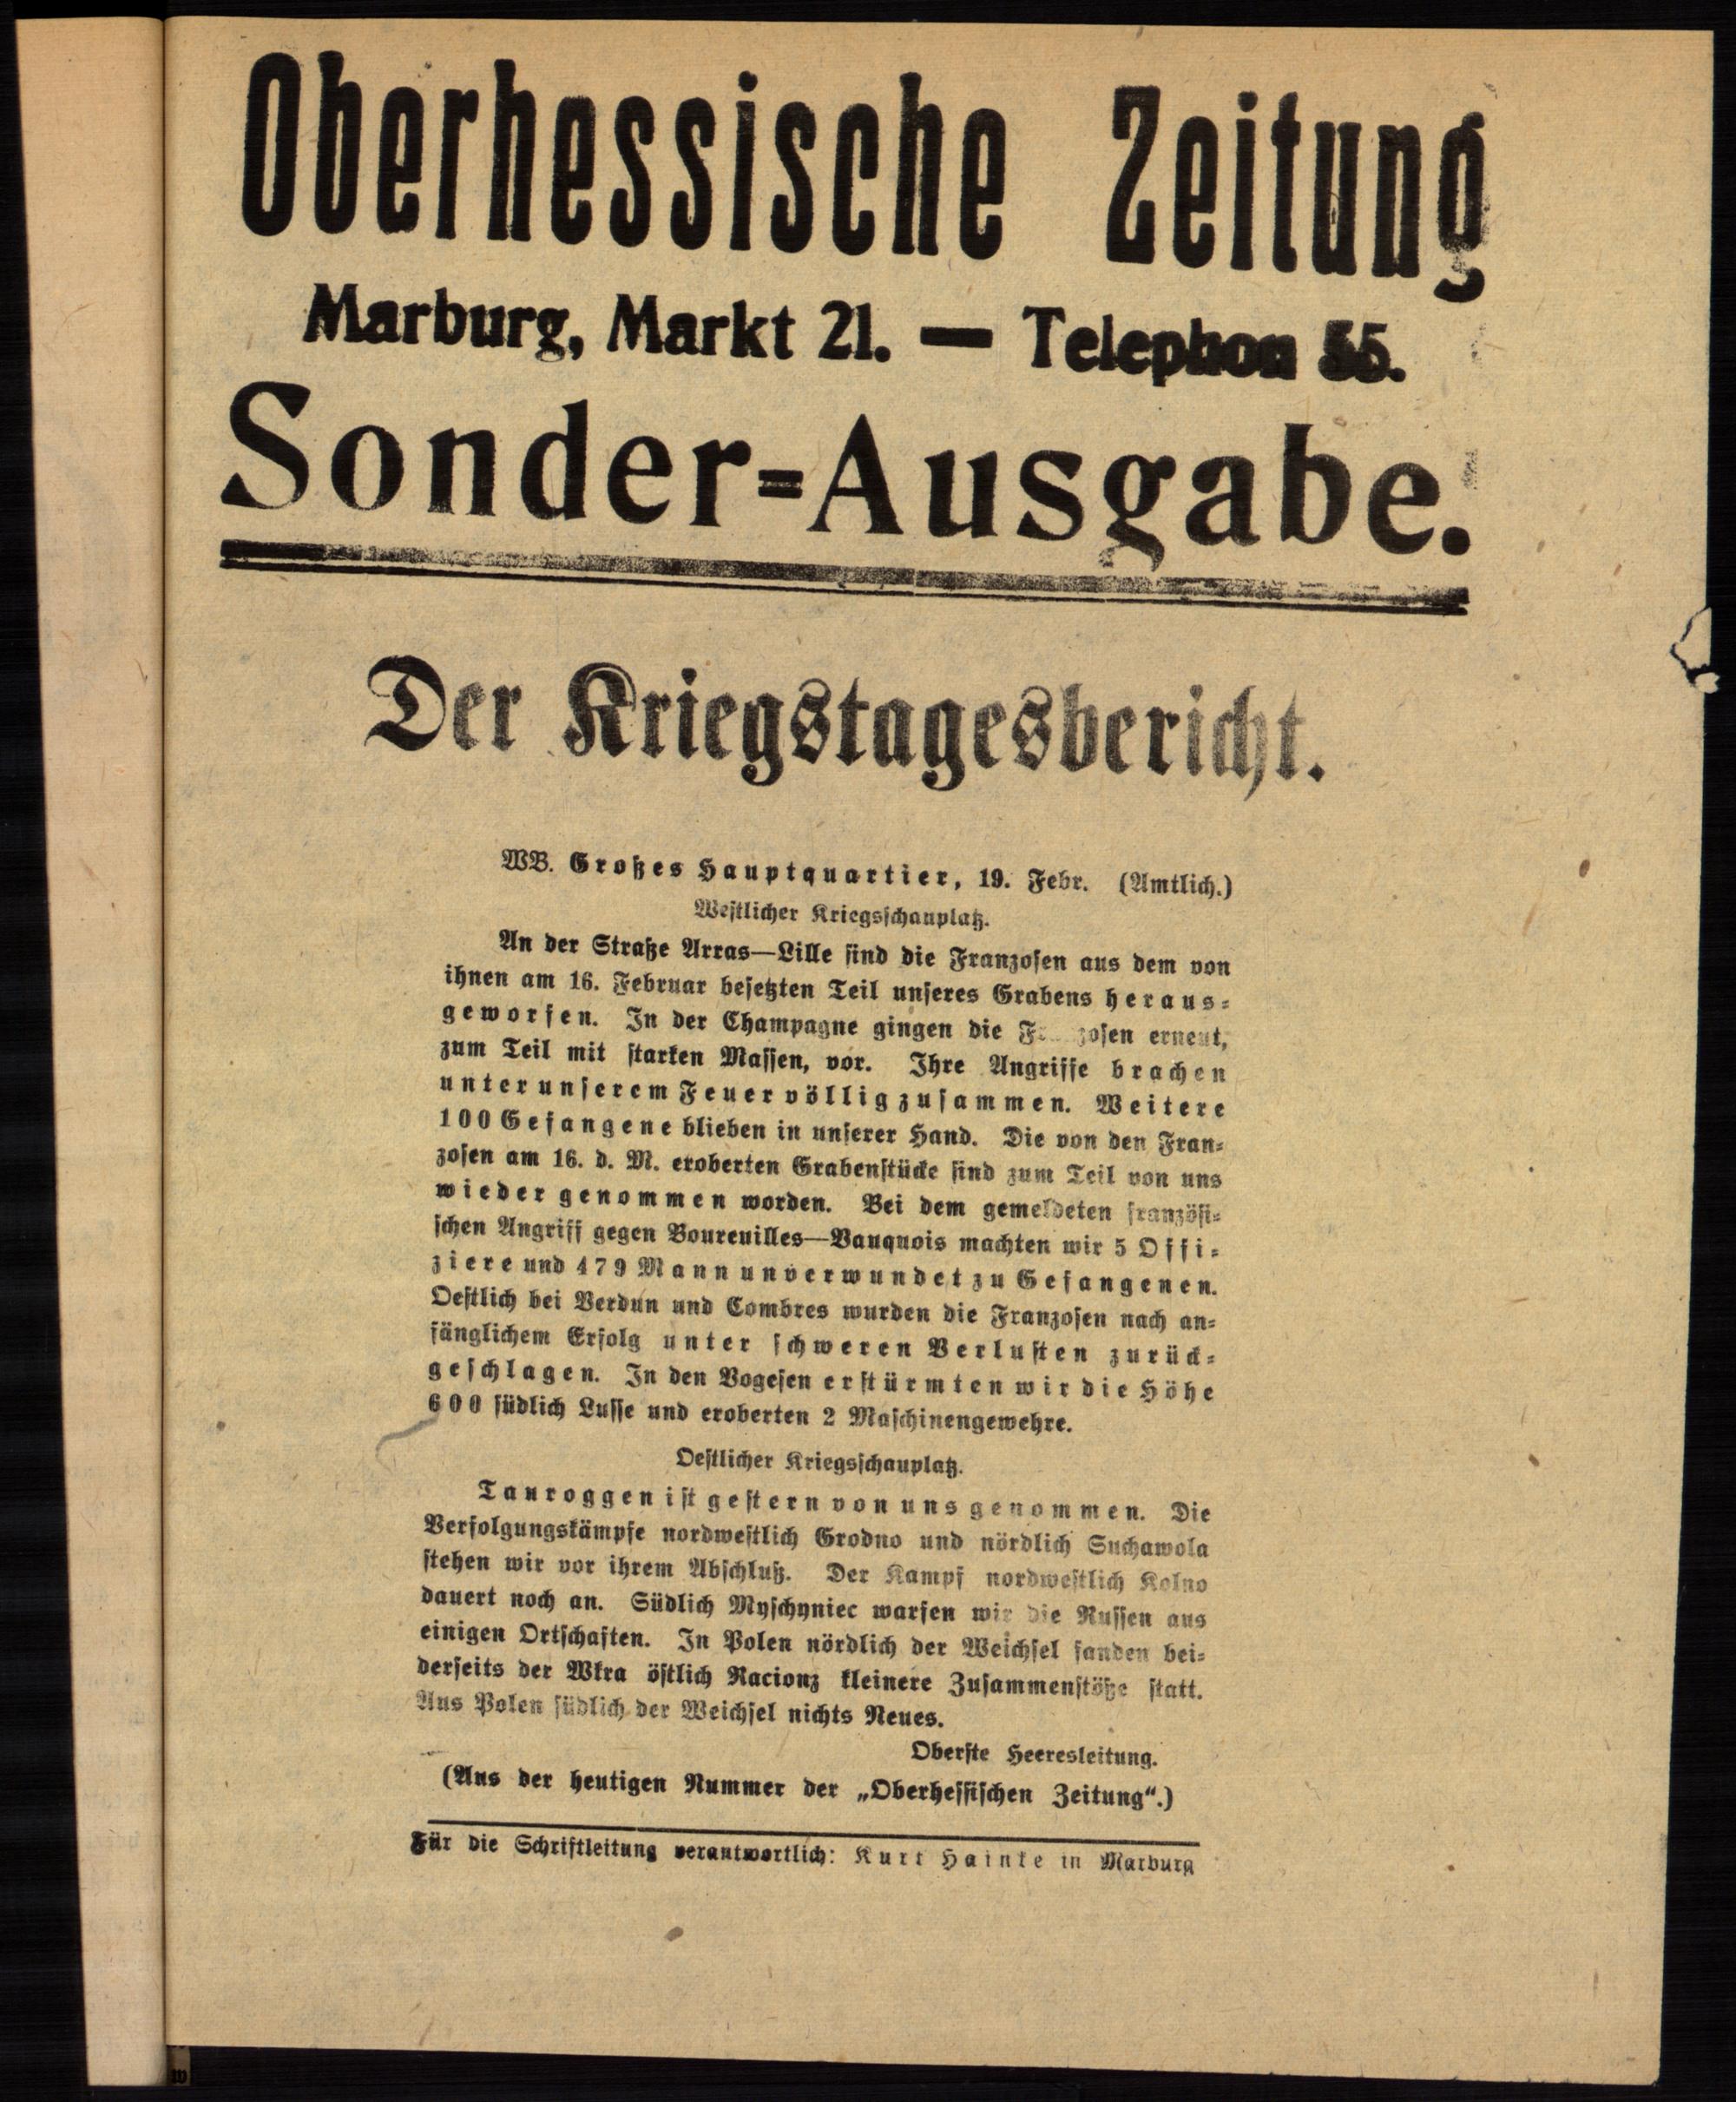 Oberhessische Zeitung
Marburg, Markt 21. — Telephon 55.
Sonder=Ausgabe.
Der Kriegstagesbericht.
WB. Großes Hauptquartier, 19. Febr. (Amtlich.)
Westlicher Kriegsschauplatz.
An der Straße Arras—Lille sind die Franzosen aus dem von
ihnen am 16. Februar besetzten Teil unseres Grabens heraus=
geworfen. In der Champagne gingen die F zosen erneut,
zum Teil mit starken Massen, vor. Ihre Angriffe brachen
unter unserem Feuer völlig zusammen. Weitere
100 Gefangene blieben in unserer Hand. Die von den Fran=
zosen am 16. d. M. eroberten Grabenstücke sind zum Teil von uns
wieder genommen worden. Bei dem gemeldeten französi=
schen Angriff gegen Boureuilles—Vauquois machten wir 5 Offi=
ziere und 479 Mann unverwundet zu Gefangenen.
Oestlich bei Verdun und Combres wurden die Franzosen nach an=
fänglichem Erfolg unter schweren Verlusten zurück=
geschlagen. In den Vogesen erstürmten wir die Höhe
600 südlich Lusse und eroberten 2 Maschinengewehre.
Oestlicher Kriegsschauplatz.
Tauroggen ist gestern von uns genommen. Die
Verfolgungskämpfe nordwestlich Grodno und nördlich Suchawola
stehen wir vor ihrem Abschluß. Der Kampf nordwestlich Kolno
dauert noch an. Südlich Myschyniec warfen wir die Russen aus
einigen Ortschaften. In Polen nördlich der Weichsel fanden bei=
derseits der Wkra östlich Racionz kleinere Zusammenstöße statt.
Aus Polen südlich der Weichsel nichts Neues.
Oberste Heeresleitung.
(Aus der heutigen Nummer der „Oberhessischen Zeitung“.)
Für die Schriftleitung verantwortlich: Kurt Hainke in Marburg